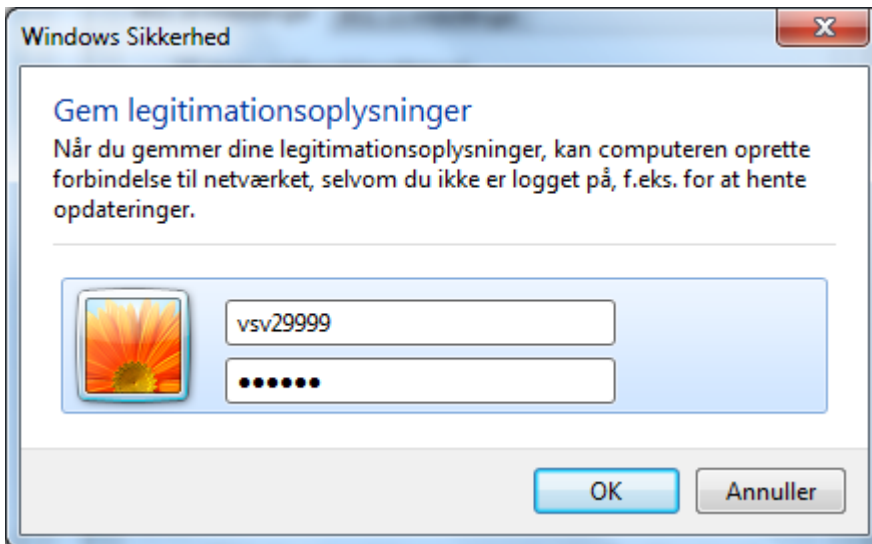 Windows Sikkerhed
Gem legitimationsoplysninger
Når du gemmer dine legitimationsoplysninger, kan computeren oprette
forbindelse til netværket, selvom du ikke er logget på, f.eks. for at hente
opdateringer.
vsv29999
●●●●●●
OK
Annuller